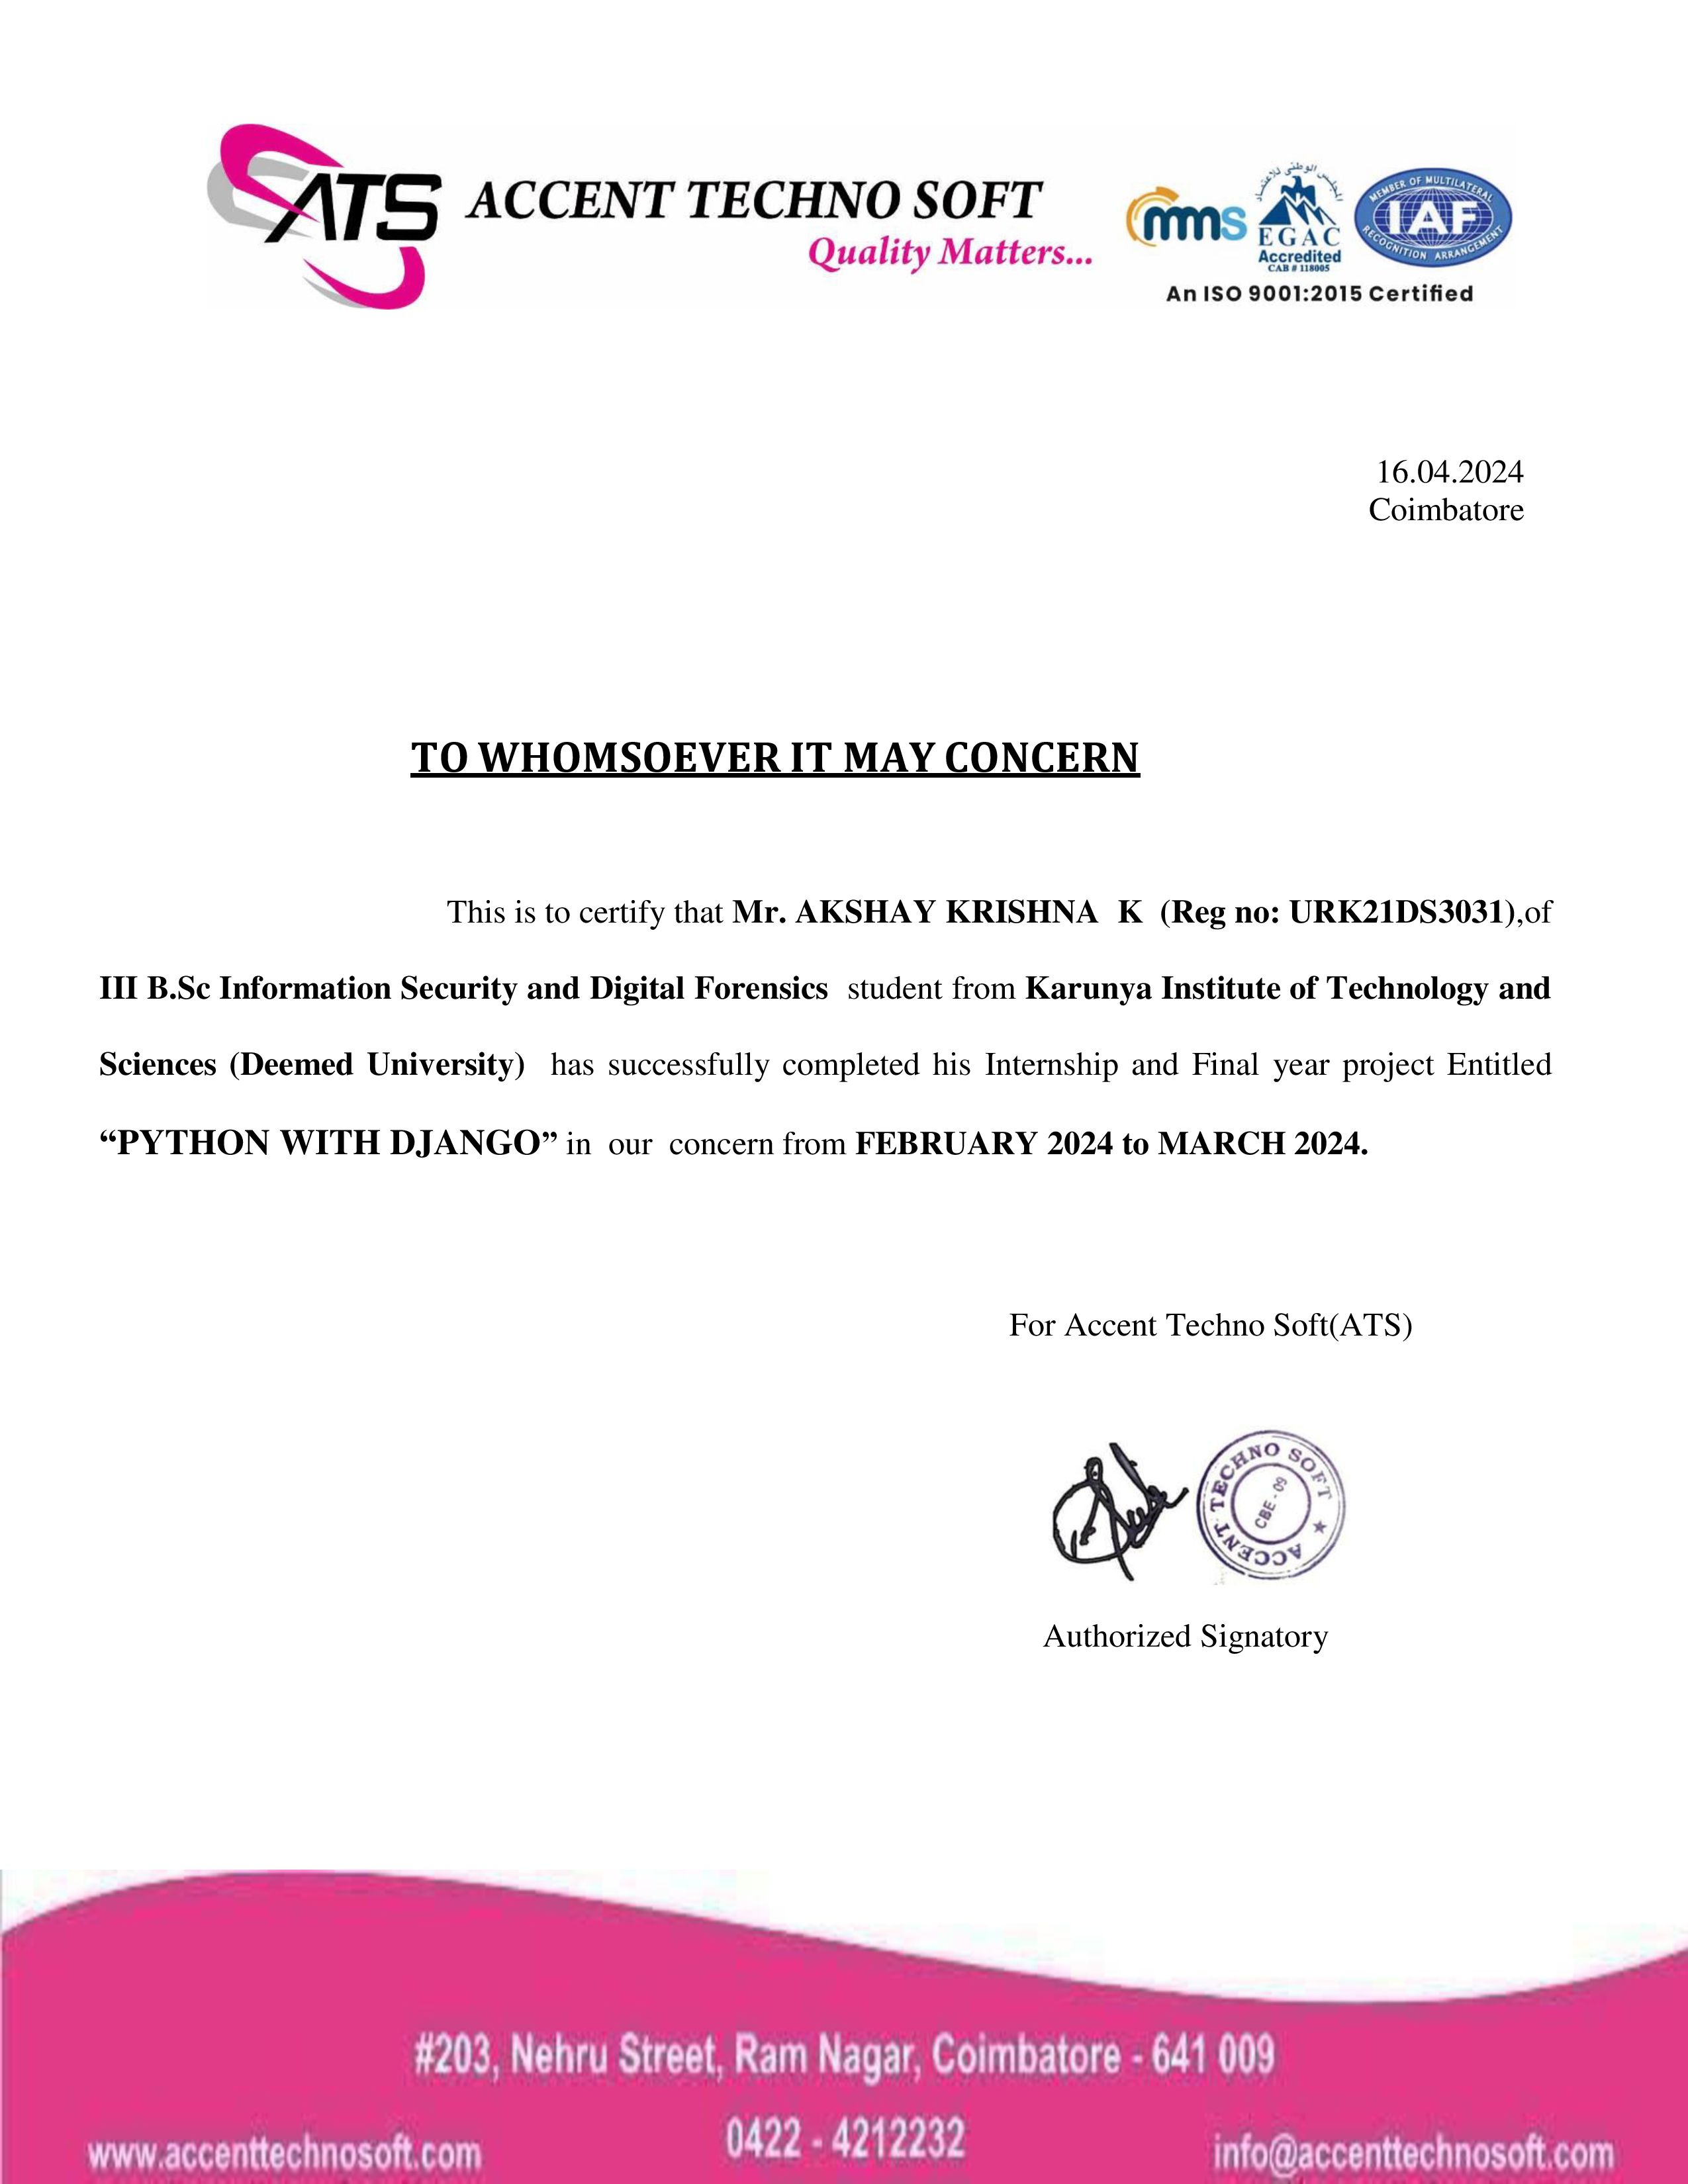 ATS ACCENT TECHNO SOFT
Quality Matters...
mms
المجلس الوطني للاعتماد
EGAC
Accredited
CAB # 118005
MEMBER OF MULTILATERAL
IAF
RECOGNITION ARRANGEMENT
An ISO 9001:2015 Certified
16.04.2024
Coimbatore
TO WHOMSOEVER IT MAY CONCERN
This is to certify that Mr. AKSHAY KRISHNA K (Reg no: URK21DS3031),of
III B.Sc Information Security and Digital Forensics student from Karunya Institute of Technology and
Sciences (Deemed University) has successfully completed his Internship and Final year project Entitled
“PYTHON WITH DJANGO” in our concern from FEBRUARY 2024 to MARCH 2024.
For Accent Techno Soft(ATS)
ACCENT TECHNO SOFT ★
CBE - 09
Authorized Signatory
#203, Nehru Street, Ram Nagar, Coimbatore - 641 009
0422 - 4212232
www.accenttechnosoft.com
info@accenttechnosoft.com